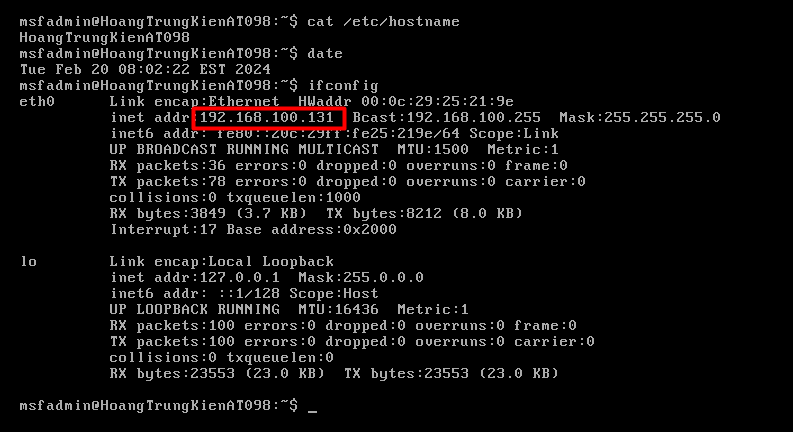 msfadmin@HoangTrungKienAT098:~$ cat /etc/hostname
HoangTrungKienAT098
msfadmin@HoangTrungKienAT098:~$ date
Tue Feb 20 08:02:22 EST 2024
msfadmin@HoangTrungKienAT098:~$ ifconfig
eth0      Link encap:Ethernet  HWaddr 00:0c:29:25:21:9e
          inet addr:192.168.100.131  Bcast:192.168.100.255  Mask:255.255.255.0
          inet6 addr: fe80::20c:29ff:fe25:219e/64 Scope:Link
          UP BROADCAST RUNNING MULTICAST  MTU:1500  Metric:1
          RX packets:36 errors:0 dropped:0 overruns:0 frame:0
          TX packets:78 errors:0 dropped:0 overruns:0 carrier:0
          collisions:0 txqueuelen:1000
          RX bytes:3849 (3.7 KB)  TX bytes:8212 (8.0 KB)
          Interrupt:17 Base address:0x2000

lo        Link encap:Local Loopback
          inet addr:127.0.0.1  Mask:255.0.0.0
          inet6 addr: ::1/128 Scope:Host
          UP LOOPBACK RUNNING  MTU:16436  Metric:1
          RX packets:100 errors:0 dropped:0 overruns:0 frame:0
          TX packets:100 errors:0 dropped:0 overruns:0 carrier:0
          collisions:0 txqueuelen:0
          RX bytes:23553 (23.0 KB)  TX bytes:23553 (23.0 KB)

msfadmin@HoangTrungKienAT098:~$ _